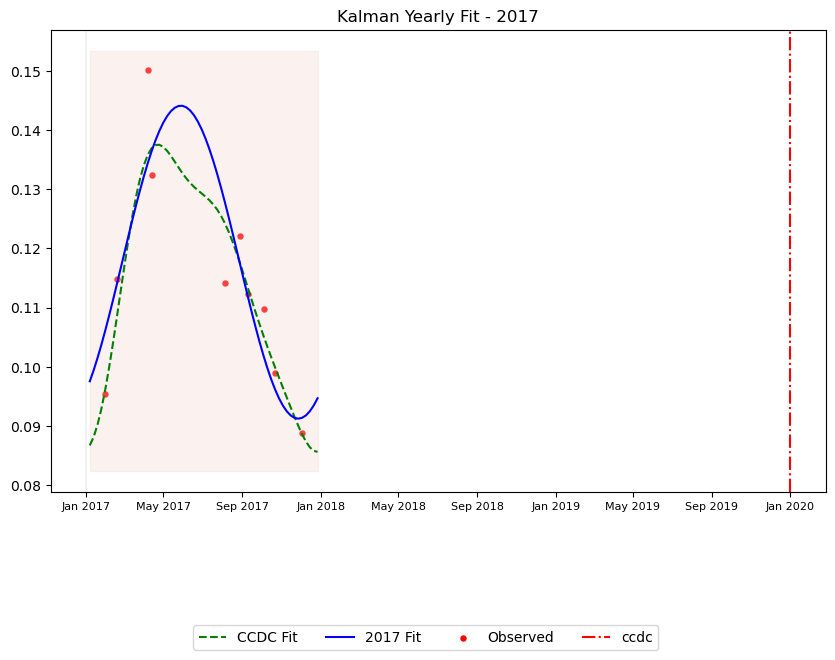 Kalman Yearly Fit - 2017
0.15
0.14
0.13
0.12
0.11
0.10
0.09
0.08
Jan 2017 May 2017 Sep 2017 Jan 2018 May 2018 Sep 2018 Jan 2019 May 2019 Sep 2019 Jan 2020
CCDC Fit 2017 Fit Observed ccdc